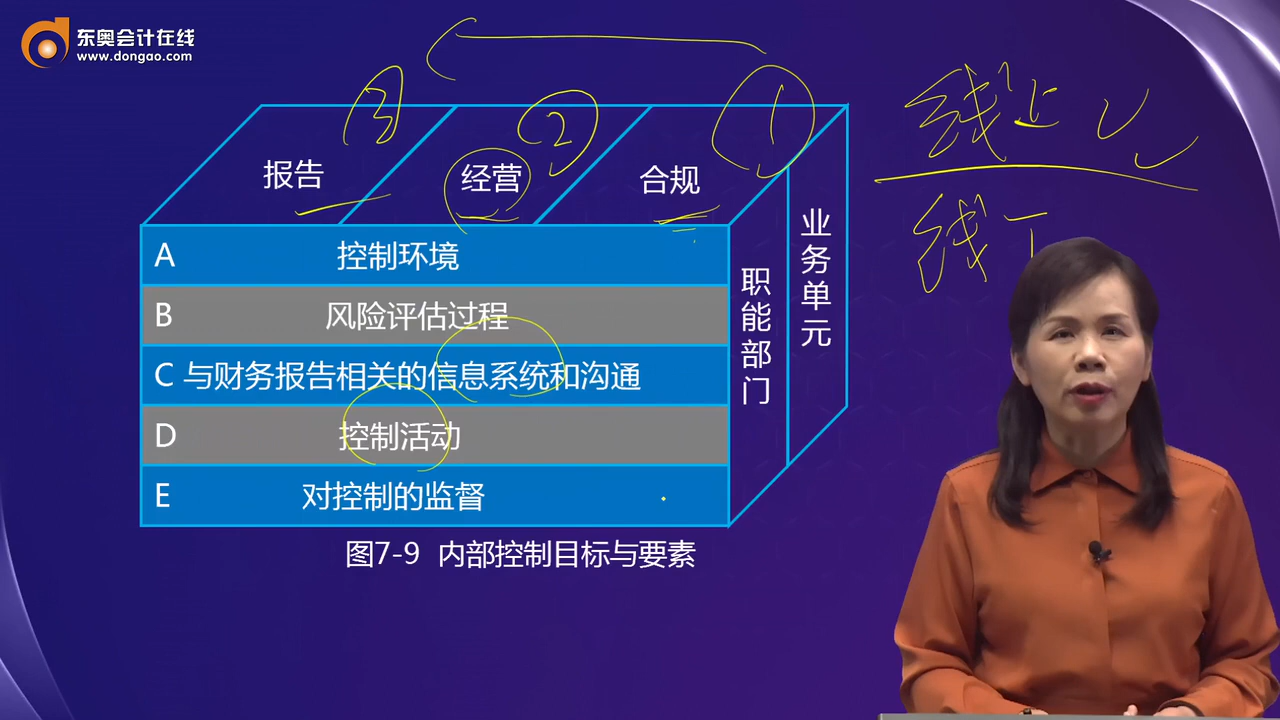 东奥会计在线
www.dongao.com
3
2
1
线上
线下
报告
经营
合规
A 控制环境
B 风险评估过程
C 与财务报告相关的信息系统和沟通
D 控制活动
E 对控制的监督
职能部门
业务单元
图7-9 内部控制目标与要素